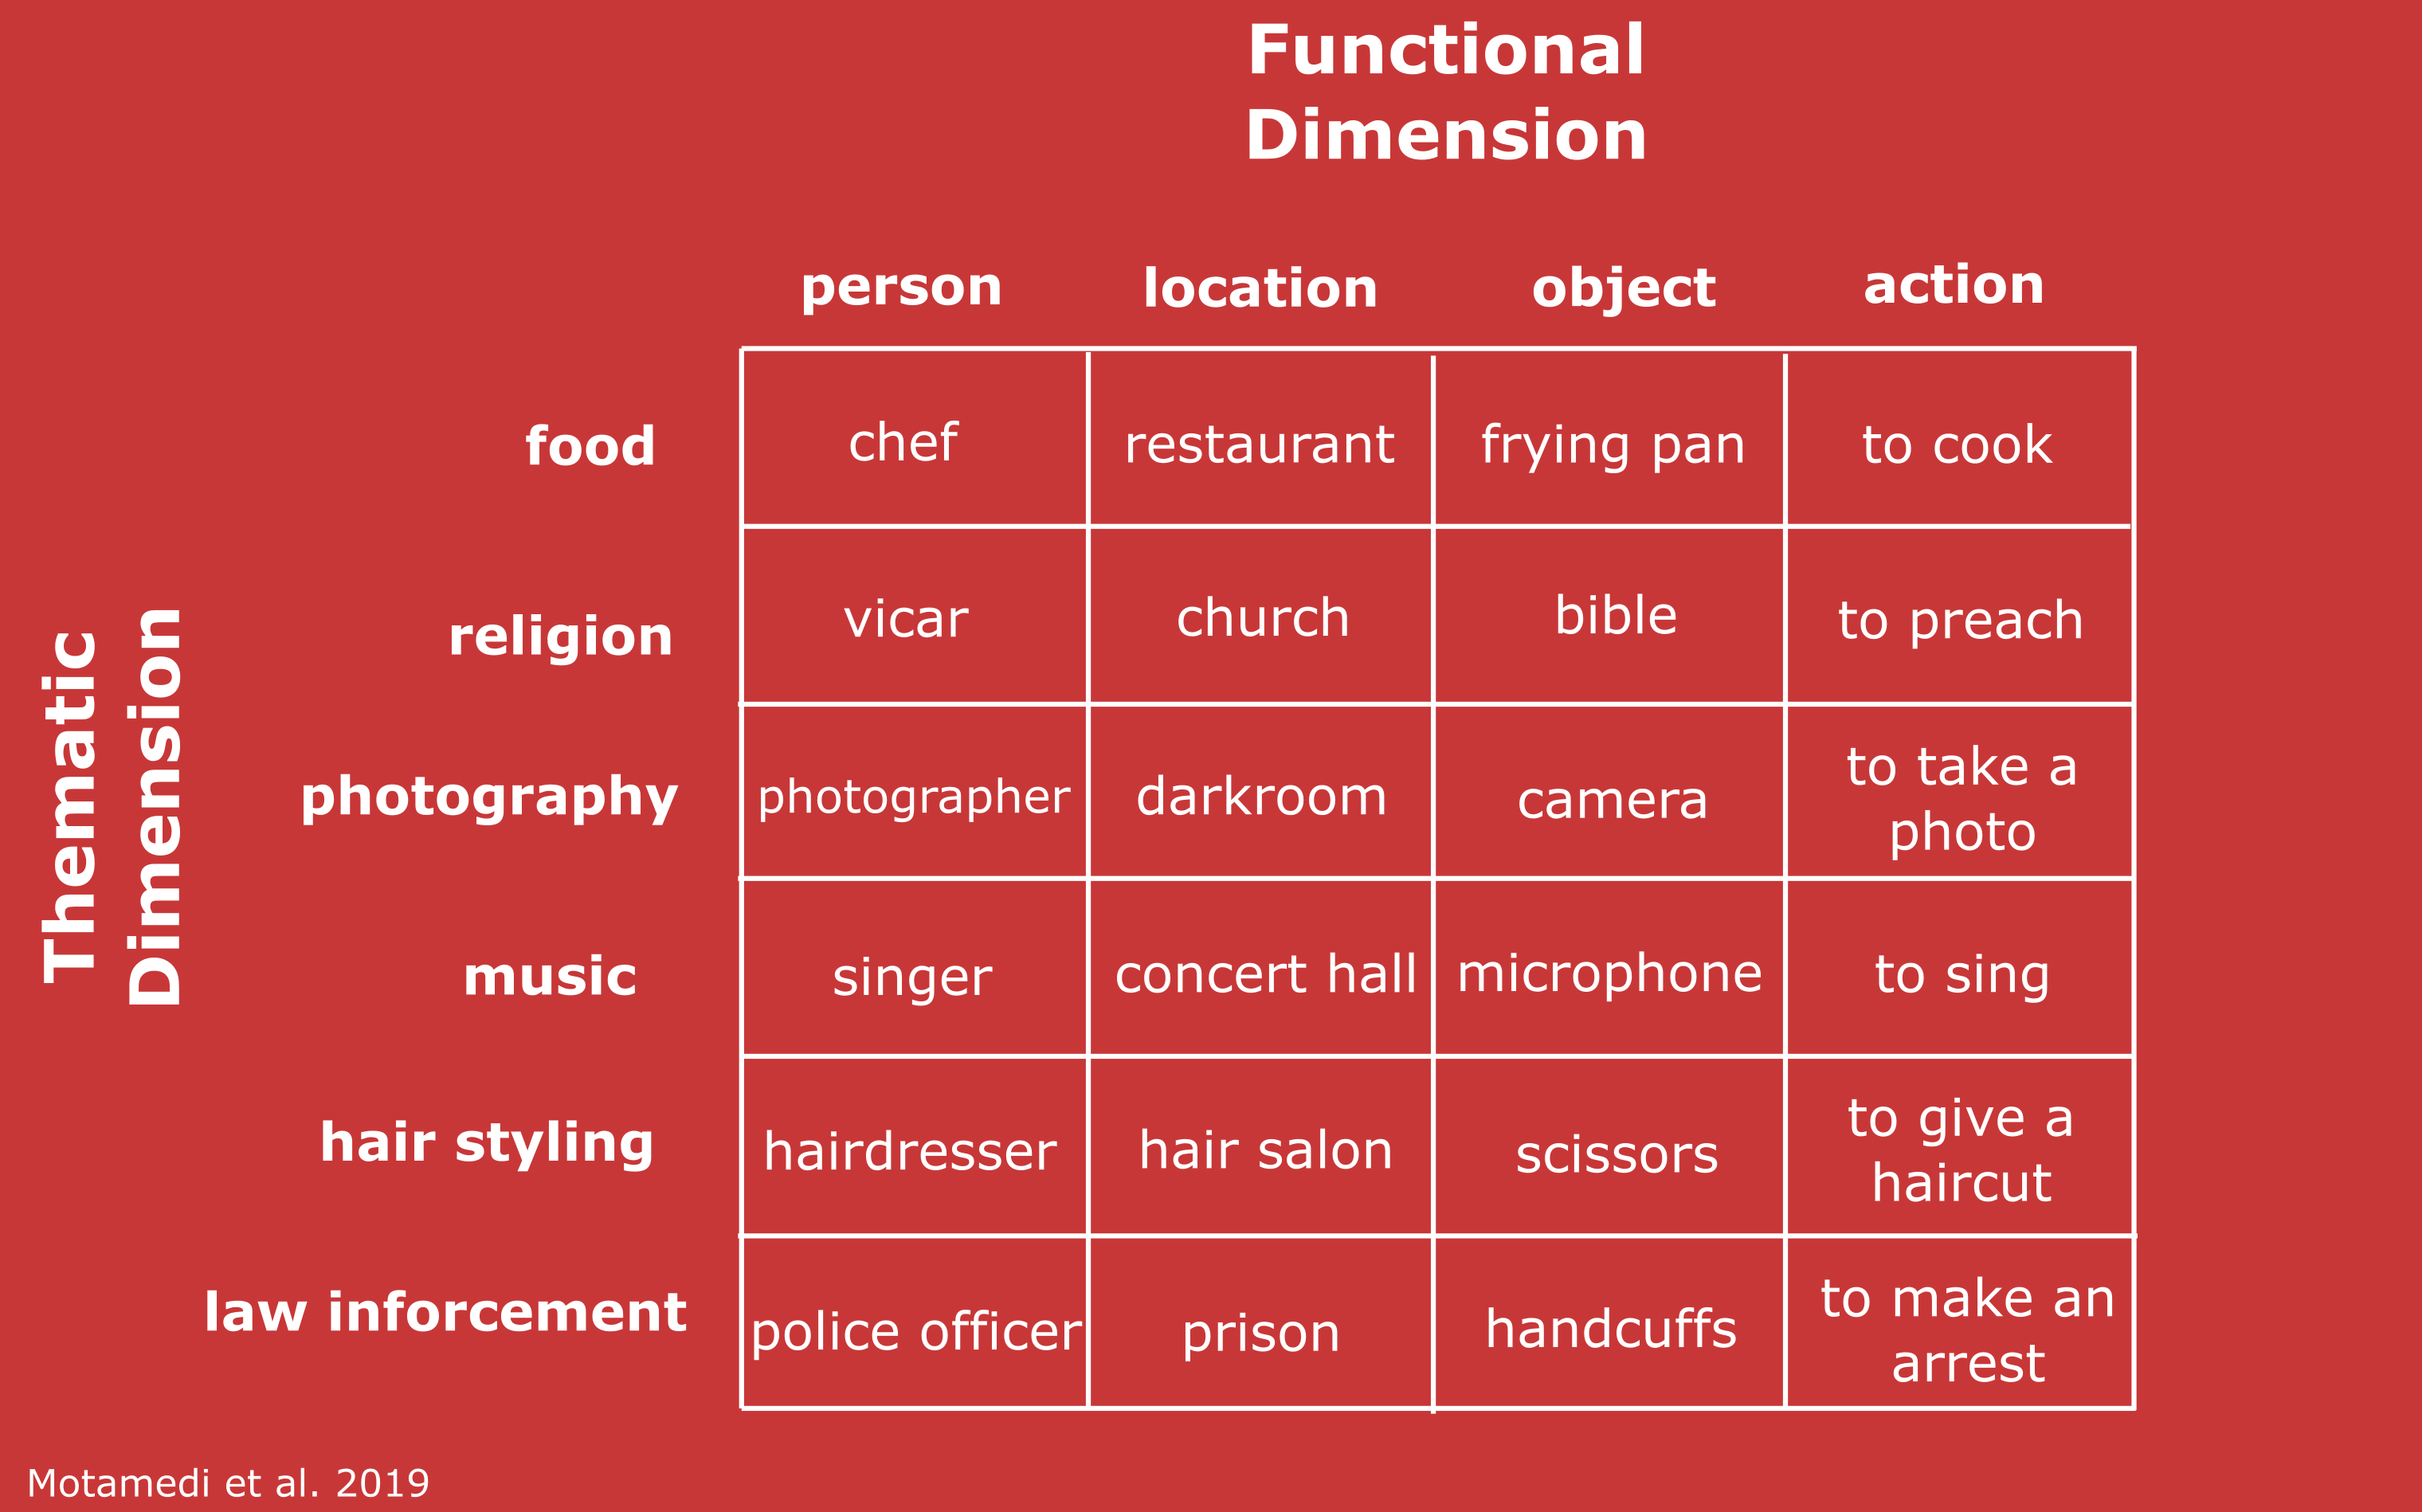 Functional
Dimension
person location object action
Thematic
Dimension
food chef restaurant frying pan to cook
religion vicar church bible to preach
photography photographer darkroom camera to take a
photo
music singer concert hall microphone to sing
hair styling hairdresser hair salon scissors to give a
haircut
law inforcement police officer prison handcuffs to make an
arrest
Motamedi et al. 2019